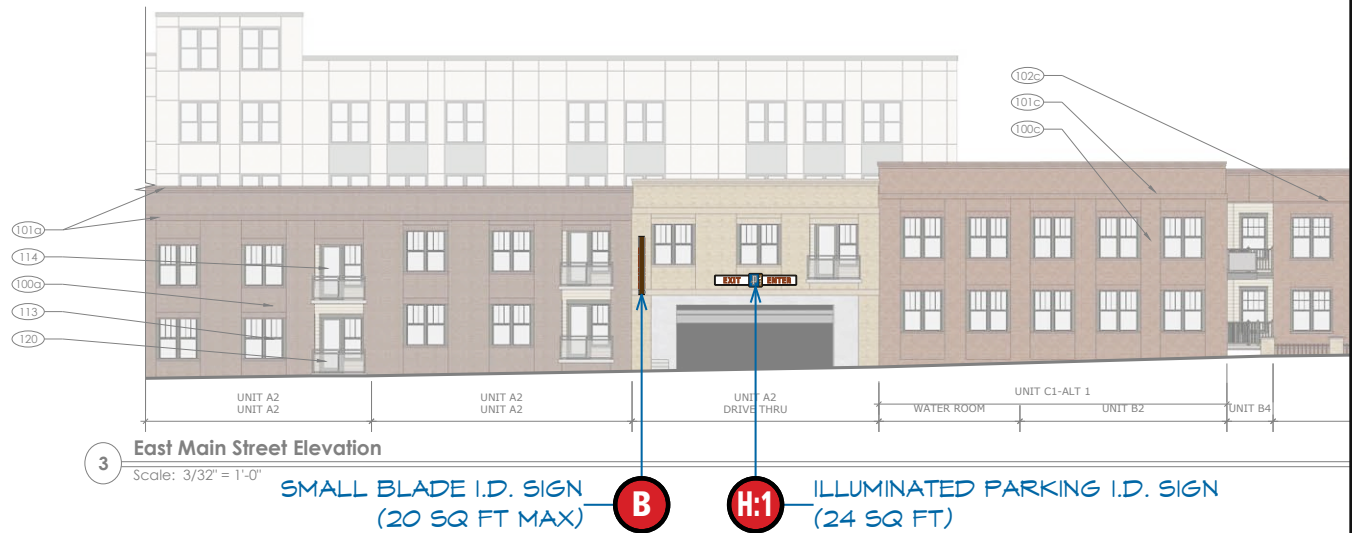 102c
101c
100c
101a
114
100a
113
120
EXIT P ENTER
UNIT A2
UNIT A2
UNIT A2
UNIT A2
UNIT A2
DRIVE THRU
UNIT C1-ALT 1
WATER ROOM
UNIT B2
UNIT B4
3
East Main Street Elevation
Scale: 3/32" = 1'-0"
SMALL BLADE I.D. SIGN
(20 SQ FT MAX)
B
H:1
ILLUMINATED PARKING I.D. SIGN
(24 SQ FT)